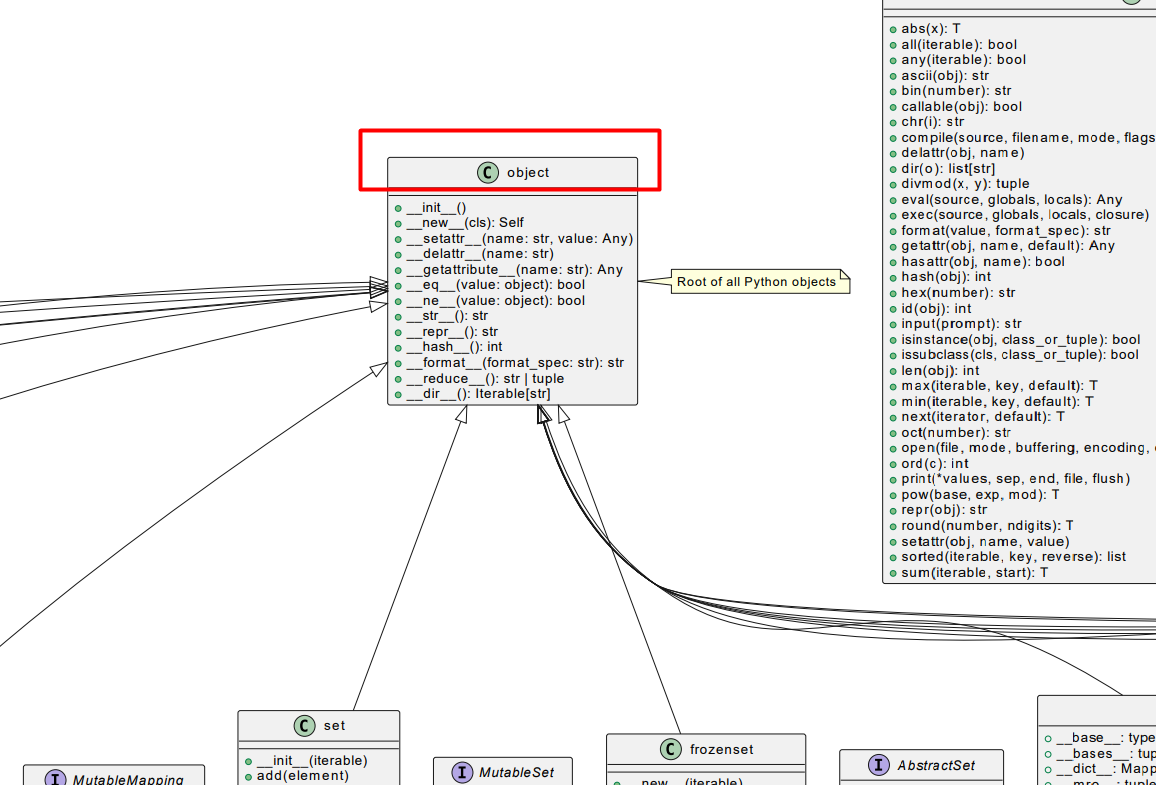 C object
__init__()
__new__(cls): Self
__setattr__(name: str, value: Any)
__delattr__(name: str)
__getattribute__(name: str): Any
__eq__(value: object): bool
__ne__(value: object): bool
__str__(): str
__repr__(): str
__hash__(): int
__format__(format_spec: str): str
__reduce__(): str | tuple
__dir__(): Iterable[str]
Root of all Python objects
abs(x): T
all(iterable): bool
any(iterable): bool
ascii(obj): str
bin(number): str
callable(obj): bool
chr(i): str
compile(source, filename, mode, flags
delattr(obj, name)
dir(o): list[str]
divmod(x, y): tuple
eval(source, globals, locals): Any
exec(source, globals, locals, closure)
format(value, format_spec): str
getattr(obj, name, default): Any
hasattr(obj, name): bool
hash(obj): int
hex(number): str
id(obj): int
input(prompt): str
isinstance(obj, class_or_tuple): bool
issubclass(cls, class_or_tuple): bool
len(obj): int
max(iterable, key, default): T
min(iterable, key, default): T
next(iterator, default): T
oct(number): str
open(file, mode, buffering, encoding,
ord(c): int
print(*values, sep, end, file, flush)
pow(base, exp, mod): T
repr(obj): str
round(number, ndigits): T
setattr(obj, name, value)
sorted(iterable, key, reverse): list
sum(iterable, start): T
I MutableMapping
C set
__init__(iterable)
add(element)
I MutableSet
C frozenset
__new__(iterable)
I AbstractSet
__base__: type
__bases__: tup
__dict__: Mapp
__mro__: tuple